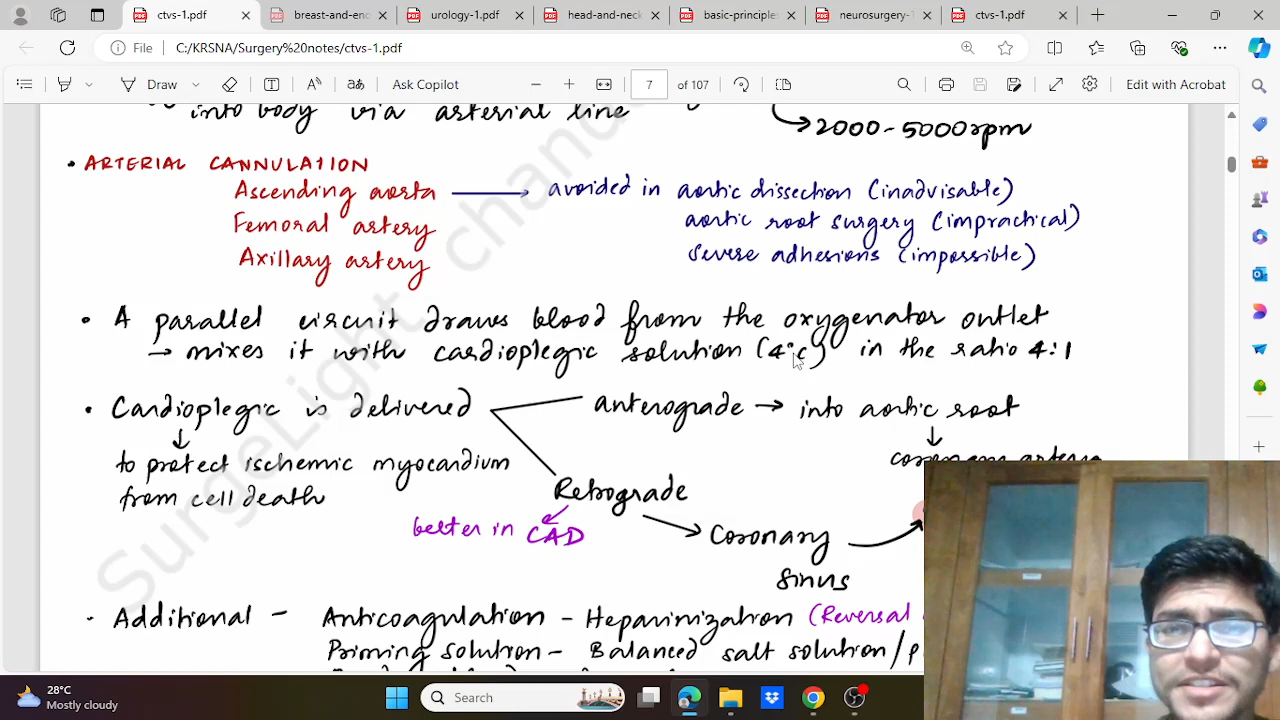 ctvs-1.pdf
breast-and-enc
urology-1.pdf
head-and-neck
basic-principles
neurosurgery-1
ctvs-1.pdf
File
C:/KRSNA/Surgery%20notes/ctvs-1.pdf
Draw
Ask Copilot
7 of 107
Edit with Acrobat
into body via arterial line
2000-5000rpm
• ARTERIAL CANNULATION
Ascending aorta → avoided in aortic dissection (inadvisable)
Femoral artery aortic root surgery (impractical)
Axillary artery severe adhesions (impossible)
• A parallel circuit draws blood from the oxygenator outlet
→ mixes it with cardioplegic solution (4°c) in the ratio 4:1
• Cardioplegic is delivered anterograde → into aortic root
↓
to protect ischemic myocardium
from cell death
Retrograde
better in CAD
Coronary
sinus
• Additional - Anticoagulation - Heparinization (Reversal
Priming solution - Balanced salt solution/
SurgeLight
28°C
Mostly cloudy
Search